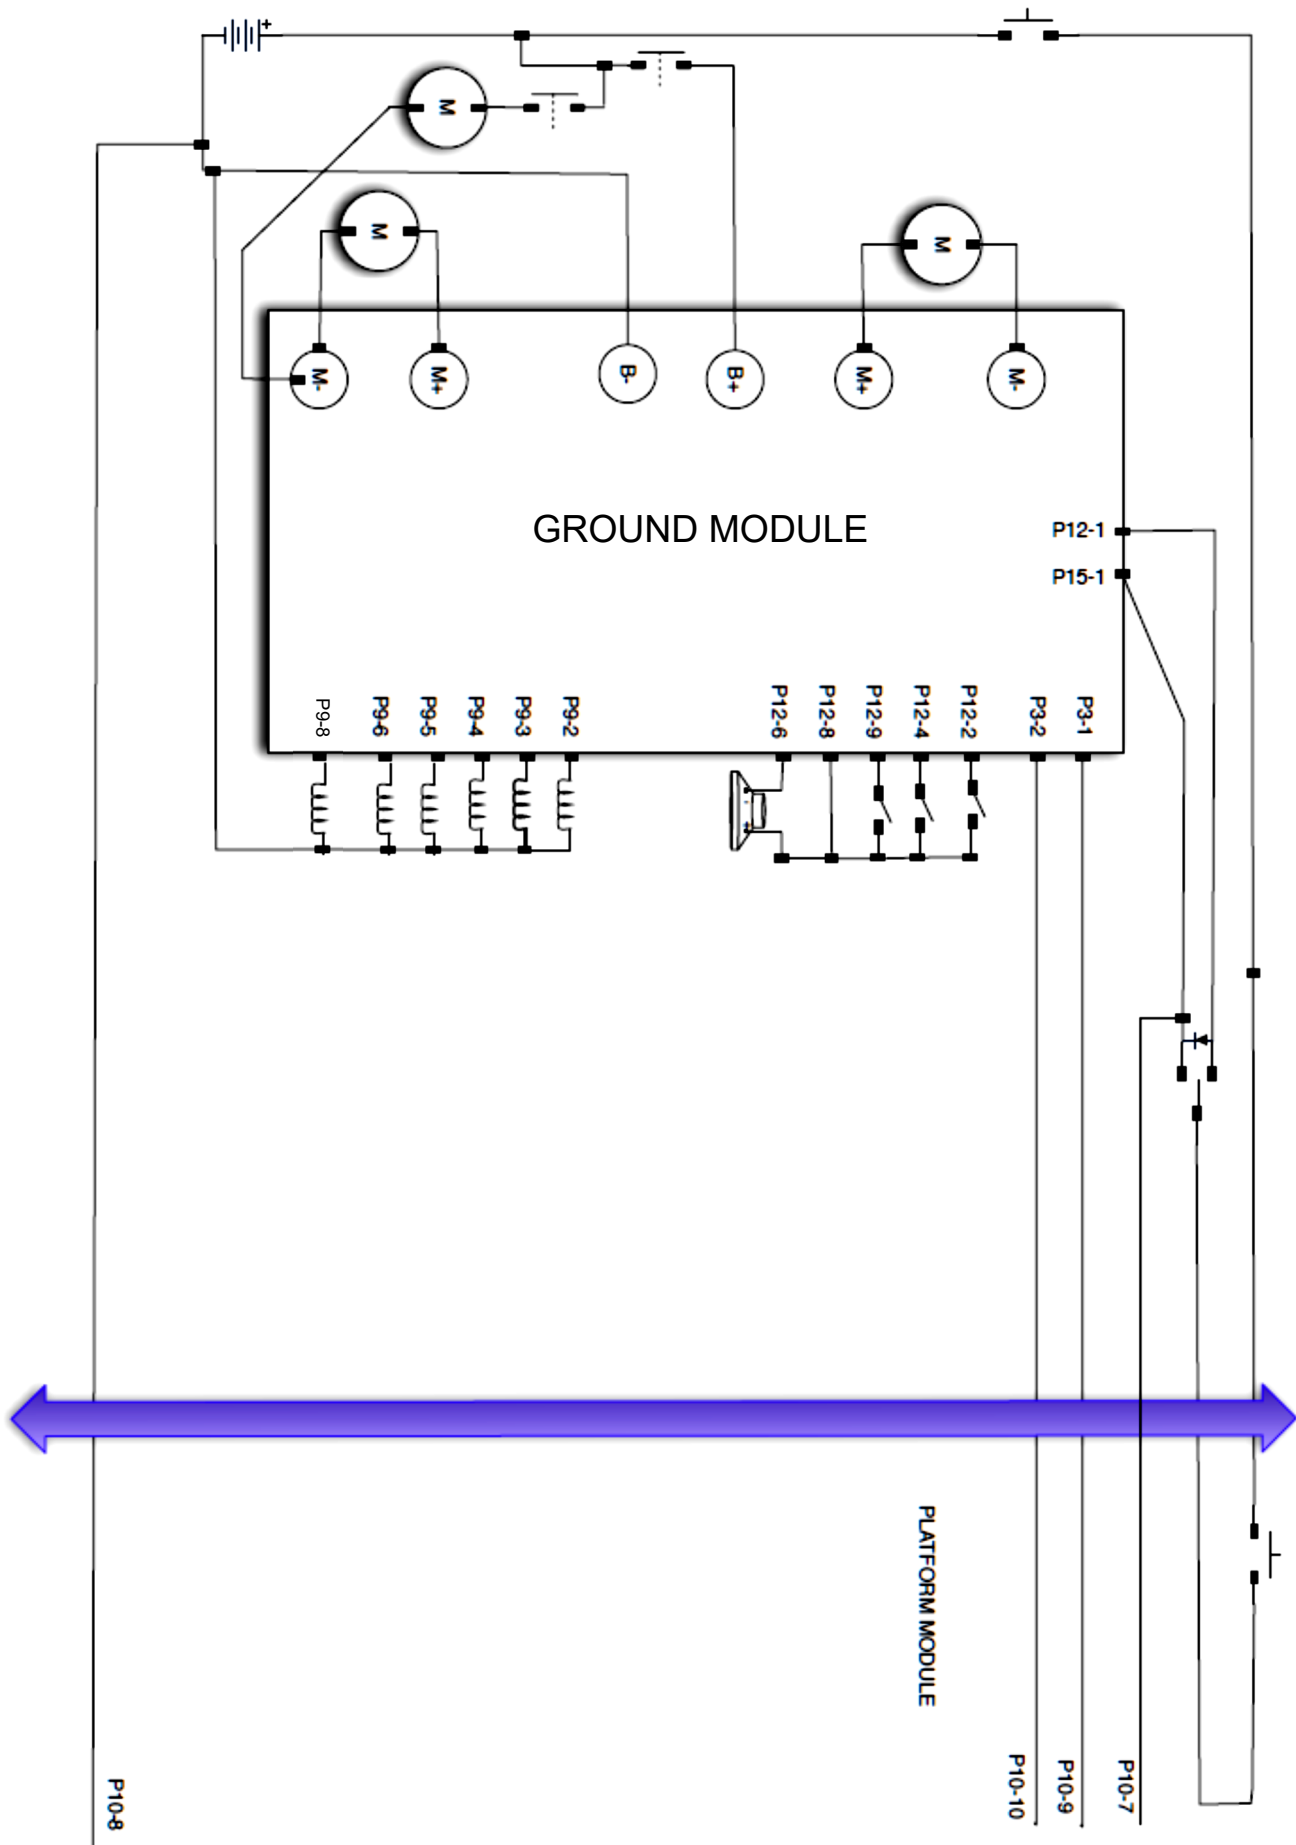 +
M
M
M
M-
M+
B-
B+
M+
M-
GROUND MODULE
P12-1
P15-1
P9-8
P9-6
P9-5
P9-4
P9-3
P9-2
P12-6
P12-8
P12-9
P12-4
P12-2
P3-2
P3-1
PLATFORM MODULE
P10-8
P10-10
P10-9
P10-7